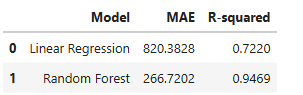 Model MAE R-squared
0 Linear Regression 820.3828 0.7220
1 Random Forest 266.7202 0.9469